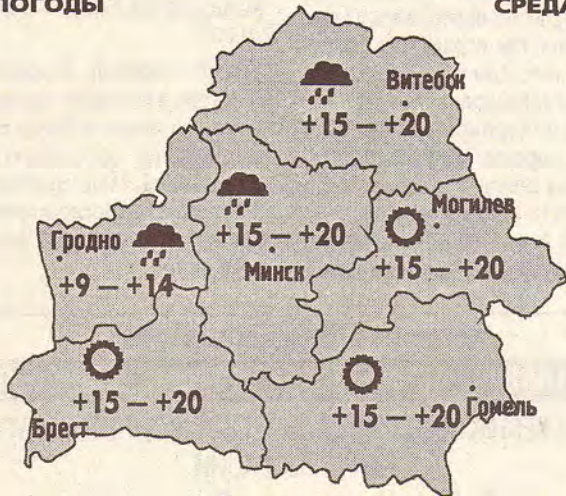 ПОГОДЫ
СРЕДА
Витебск
+15 – +20
Могилев
+15 – +20
Гродно
+9 – +14
+15 – +20
Минск
+15 – +20
Брест
+15 – +20
Гомель